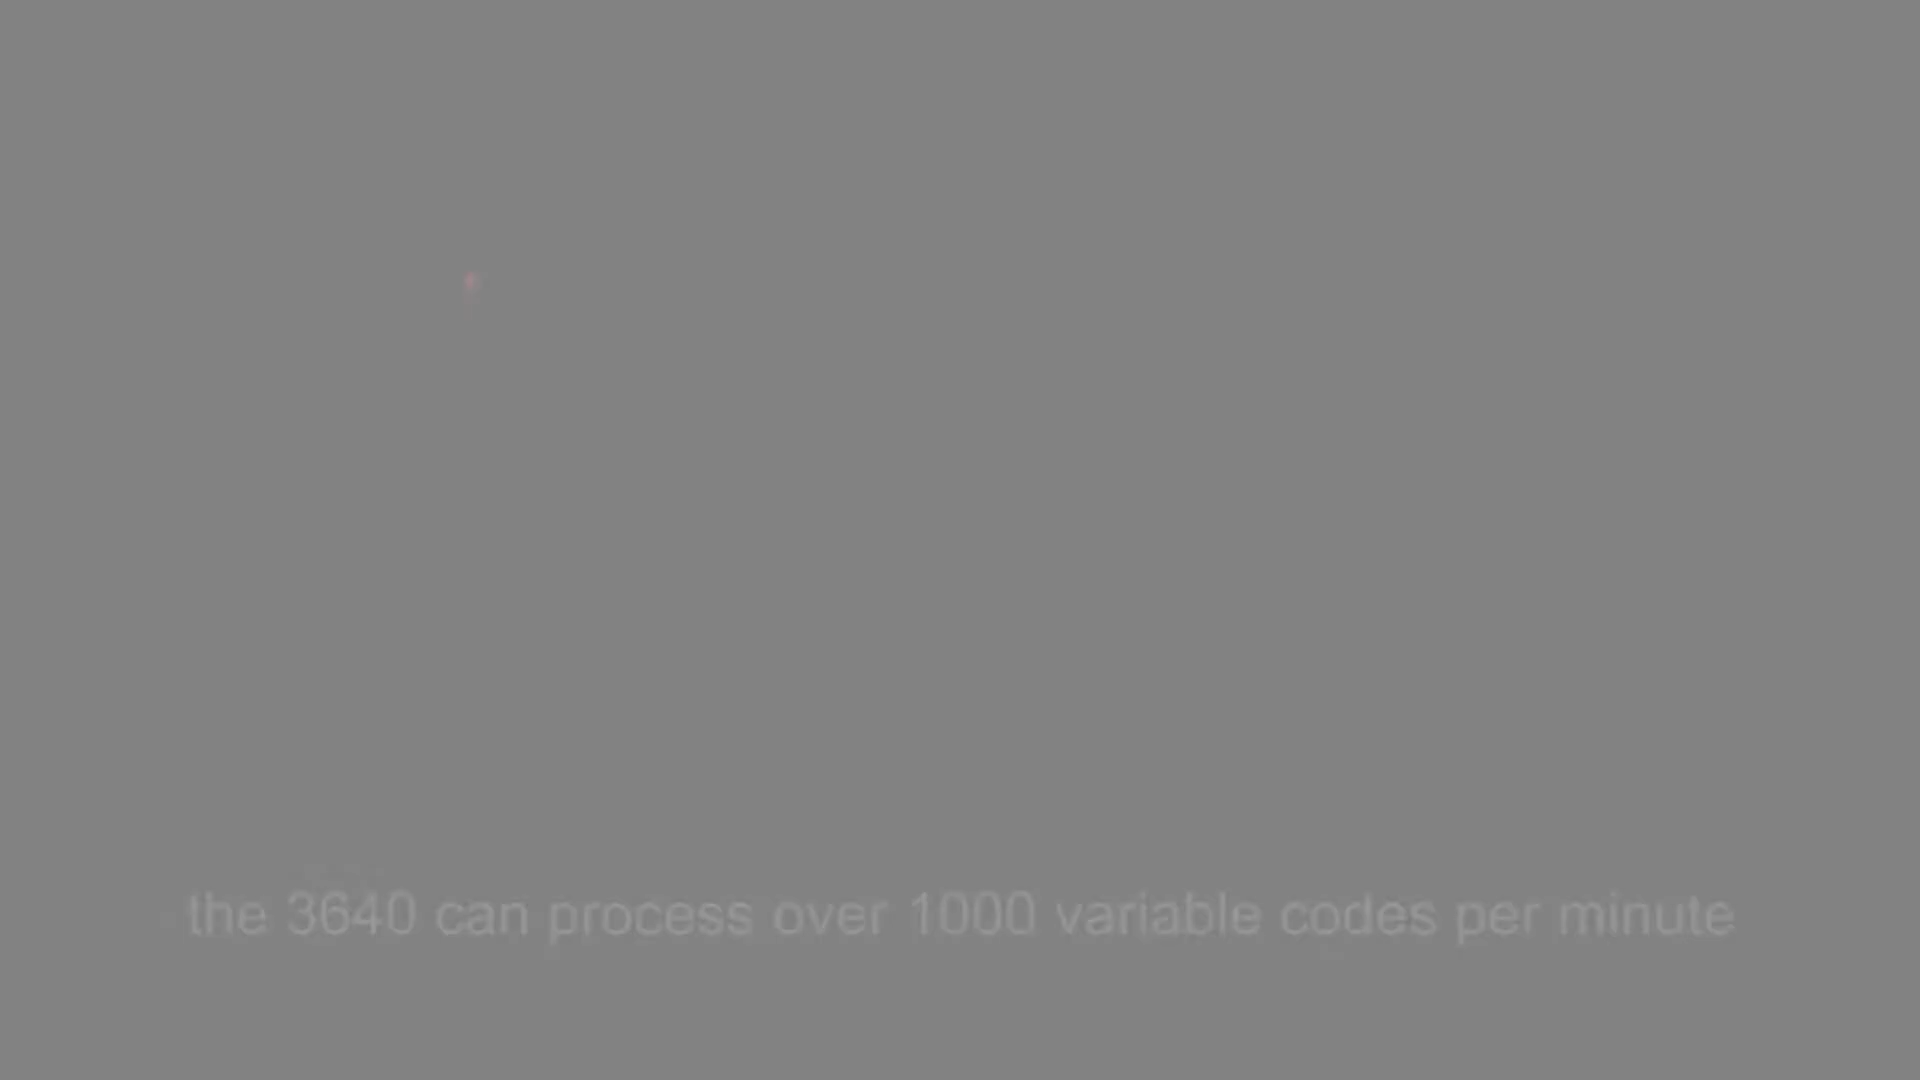 the 3640 can process over 1000 variable codes per minute